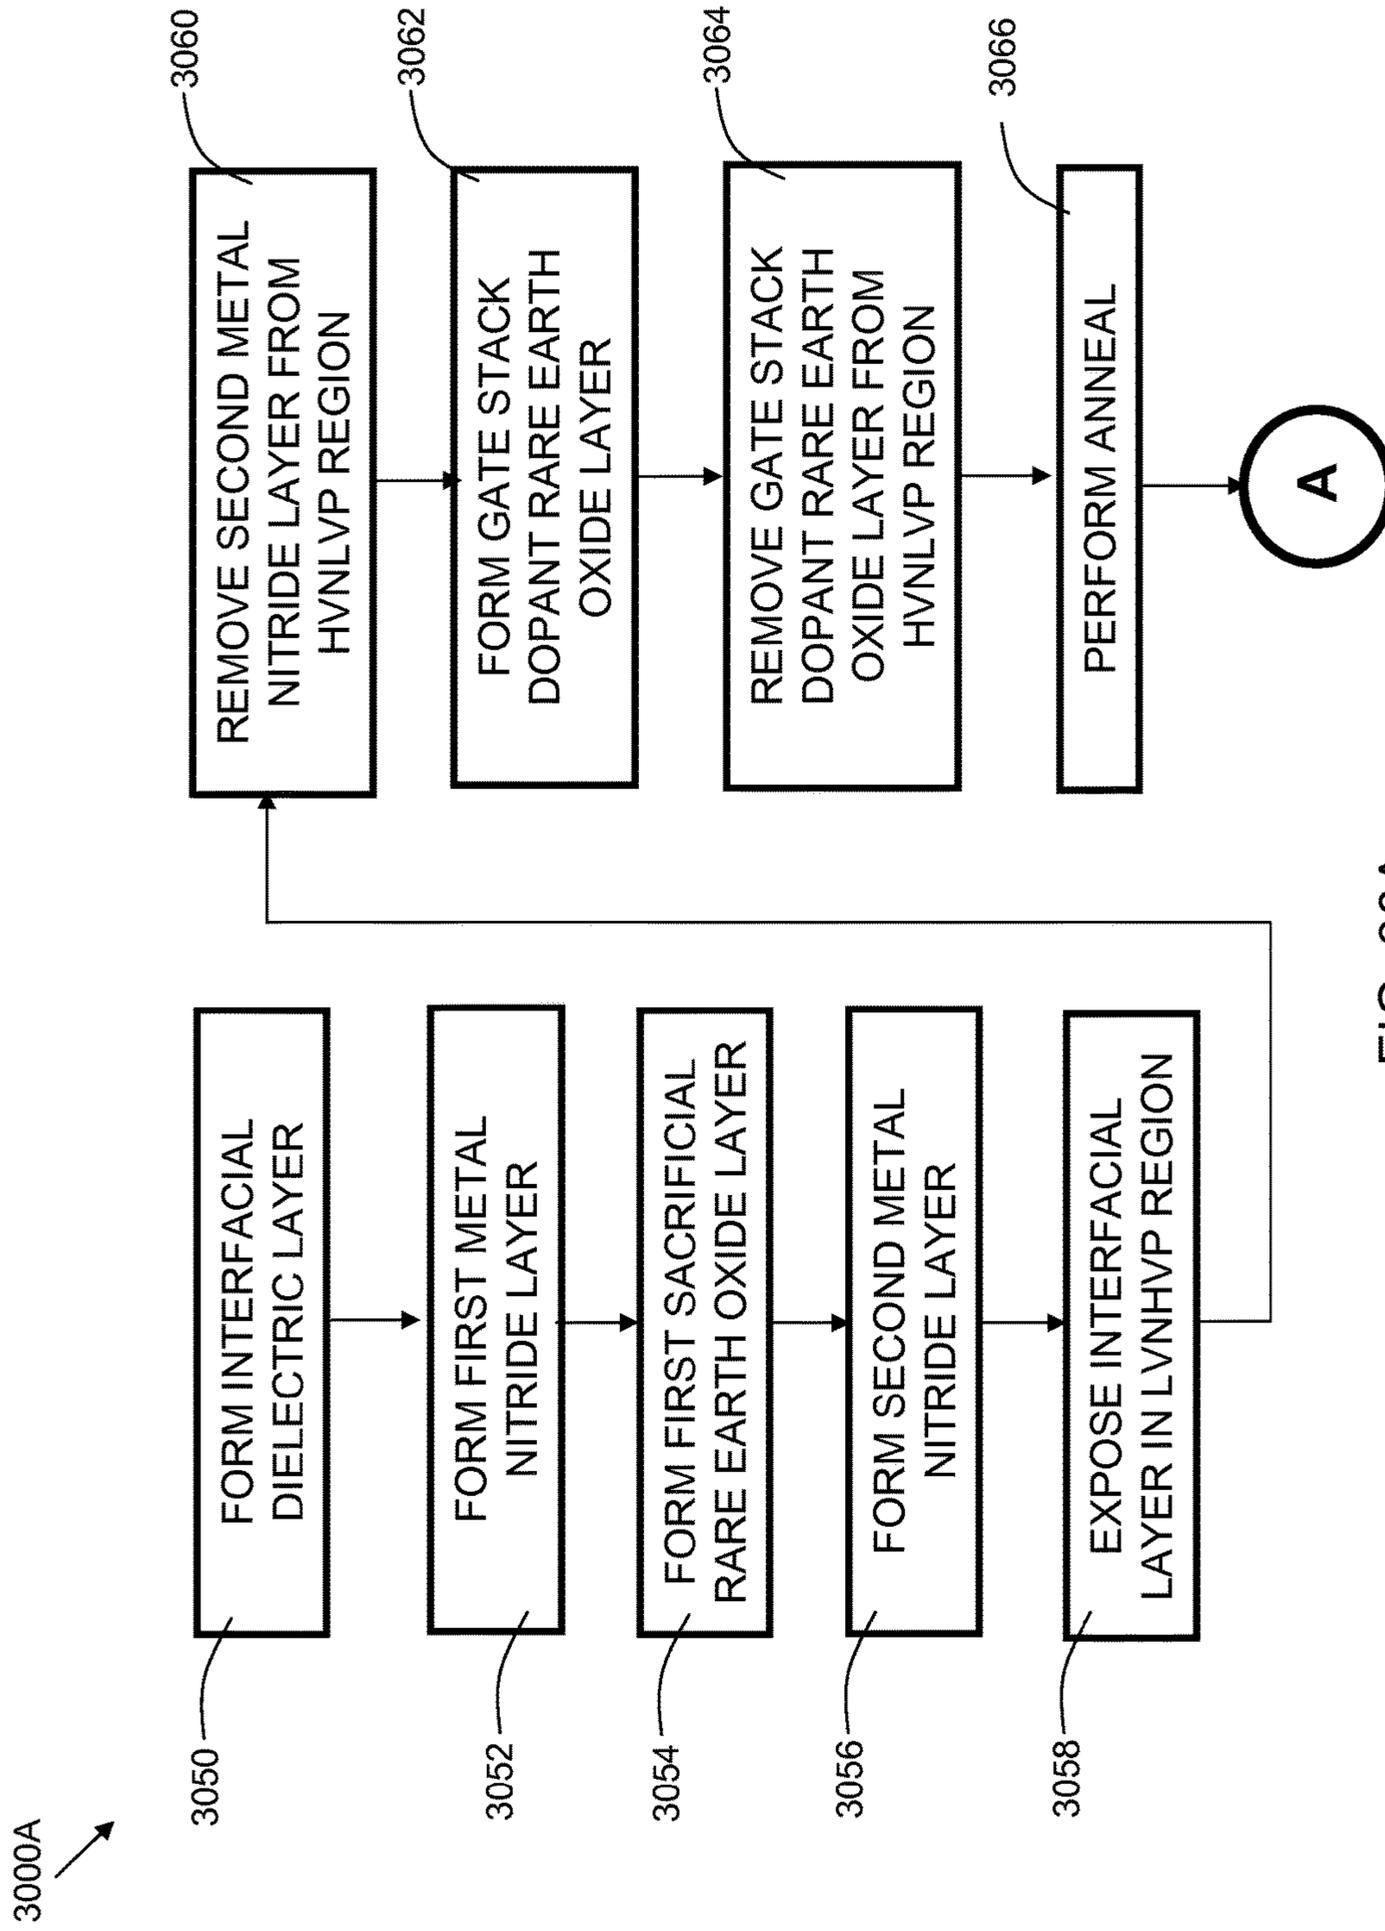 3000A
3050
FORM INTERFACIAL
DIELECTRIC LAYER
3052
FORM FIRST METAL
NITRIDE LAYER
3054
FORM FIRST SACRIFICIAL
RARE EARTH OXIDE LAYER
3056
FORM SECOND METAL
NITRIDE LAYER
3058
EXPOSE INTERFACIAL
LAYER IN LVNHVP REGION
3060
REMOVE SECOND METAL
NITRIDE LAYER FROM
HVNLVP REGION
3062
FORM GATE STACK
DOPANT RARE EARTH
OXIDE LAYER
3064
REMOVE GATE STACK
DOPANT RARE EARTH
OXIDE LAYER FROM
HVNLVP REGION
3066
PERFORM ANNEAL
A